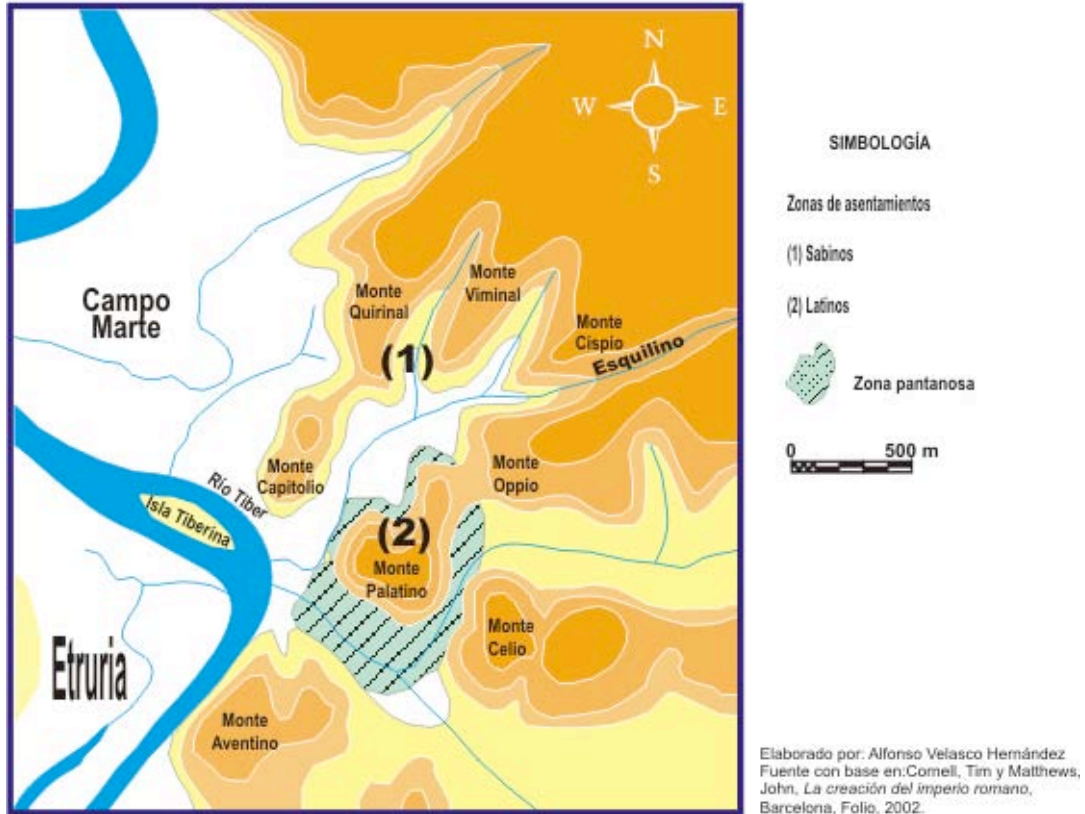 N
W
E
S
Campo
Marte
Monte
Quirinal
Monte
Viminal
Monte
Cispio
Esquilino
(1)
Monte
Capitolio
Monte
Oppio
Río Tiber
Isla Tiberina
(2)
Monte
Palatino
Monte
Celio
Etruria
Monte
Aventino
SIMBOLOGÍA
Zonas de asentamientos
(1) Sabinos
(2) Latinos
Zona pantanosa
0 500 m
Elaborado por: Alfonso Velasco Hernández
Fuente con base en:Cornell, Tim y Matthews,
John, La creación del imperio romano,
Barcelona, Folio, 2002.